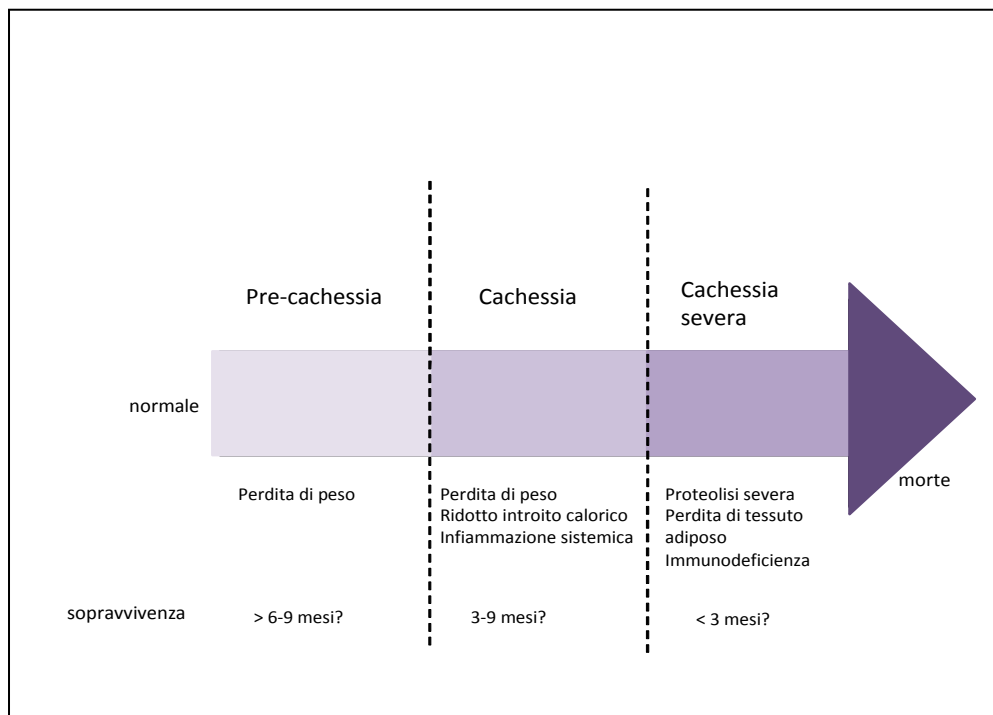 Pre-cachessia
Cachessia
Cachessia
severa
normale
morte
Perdita di peso
Perdita di peso
Ridotto introito calorico
Infiammazione sistemica
Proteolisi severa
Perdita di tessuto
adiposo
Immunodeficienza
sopravvivenza
> 6-9 mesi?
3-9 mesi?
< 3 mesi?